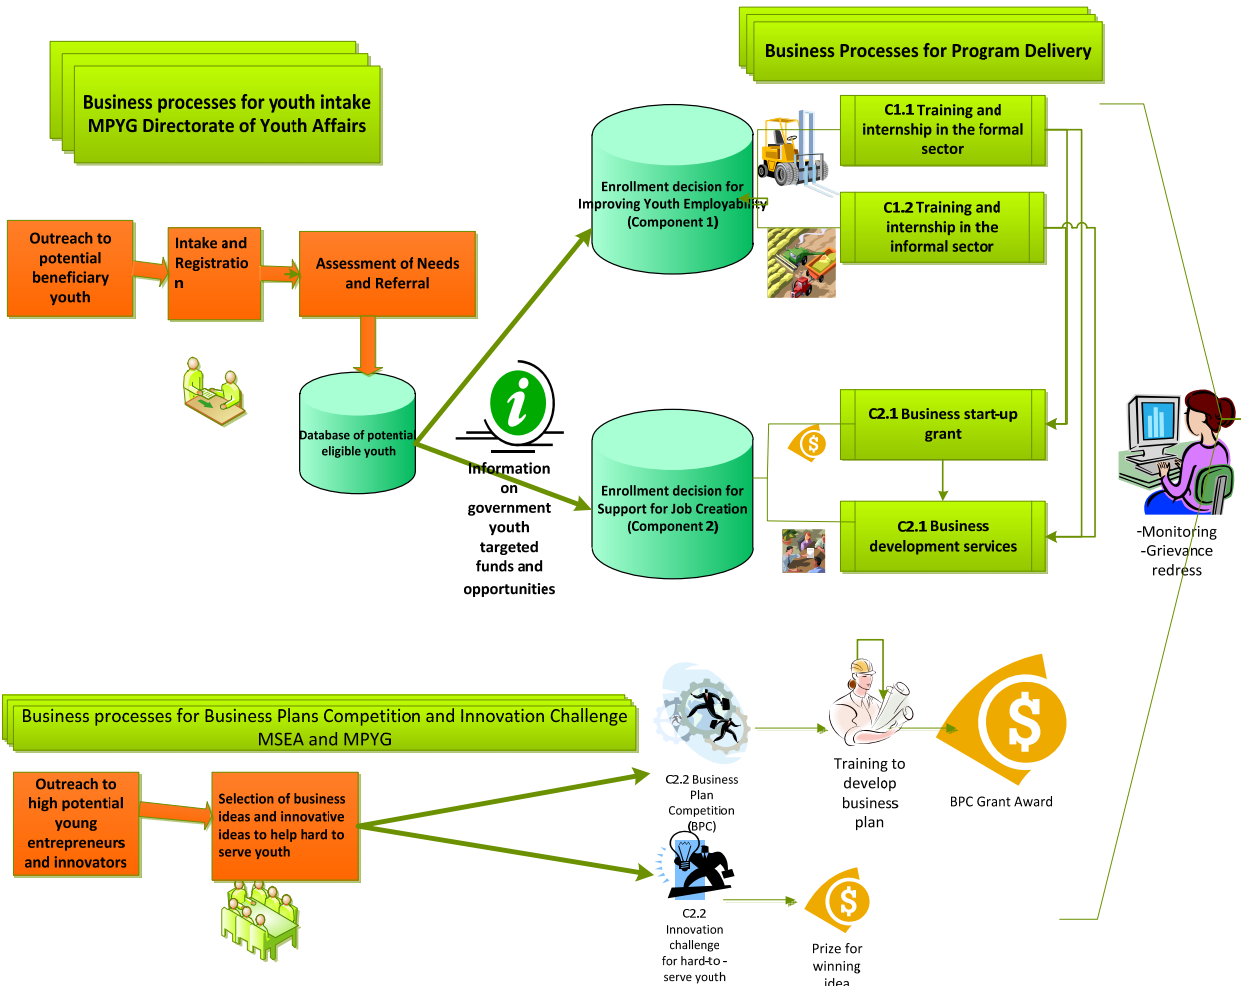 Business Processes for Program Delivery
Business processes for youth intake
MPYG Directorate of Youth Affairs
C1.1 Training and
internship in the formal
sector
Enrollment decision for
Improving Youth Employability
(Component 1)
C1.2 Training and
internship in the
informal sector
Outreach to
potential
beneficiary
youth
Intake and
Registratio
n
Assessment of Needs
and Referral
Database of potential
eligible youth
Information
on
government
youth
targeted
funds and
opportunities
Enrollment decision for
Support for Job Creation
(Component 2)
C2.1 Business start-up
grant
C2.1 Business
development services
-Monitoring
-Grievance
redress
Business processes for Business Plans Competition and Innovation Challenge
MSEA and MPYG
Outreach to
high potential
young
entrepreneurs
and innovators
Selection of business
ideas and innovative
ideas to help hard to
serve youth
C2.2 Business
Plan
Competition
(BPC)
Training to
develop
business
plan
BPC Grant Award
C2.2
Innovation
challenge
for hard-to-
serve youth
Prize for
winning
idea